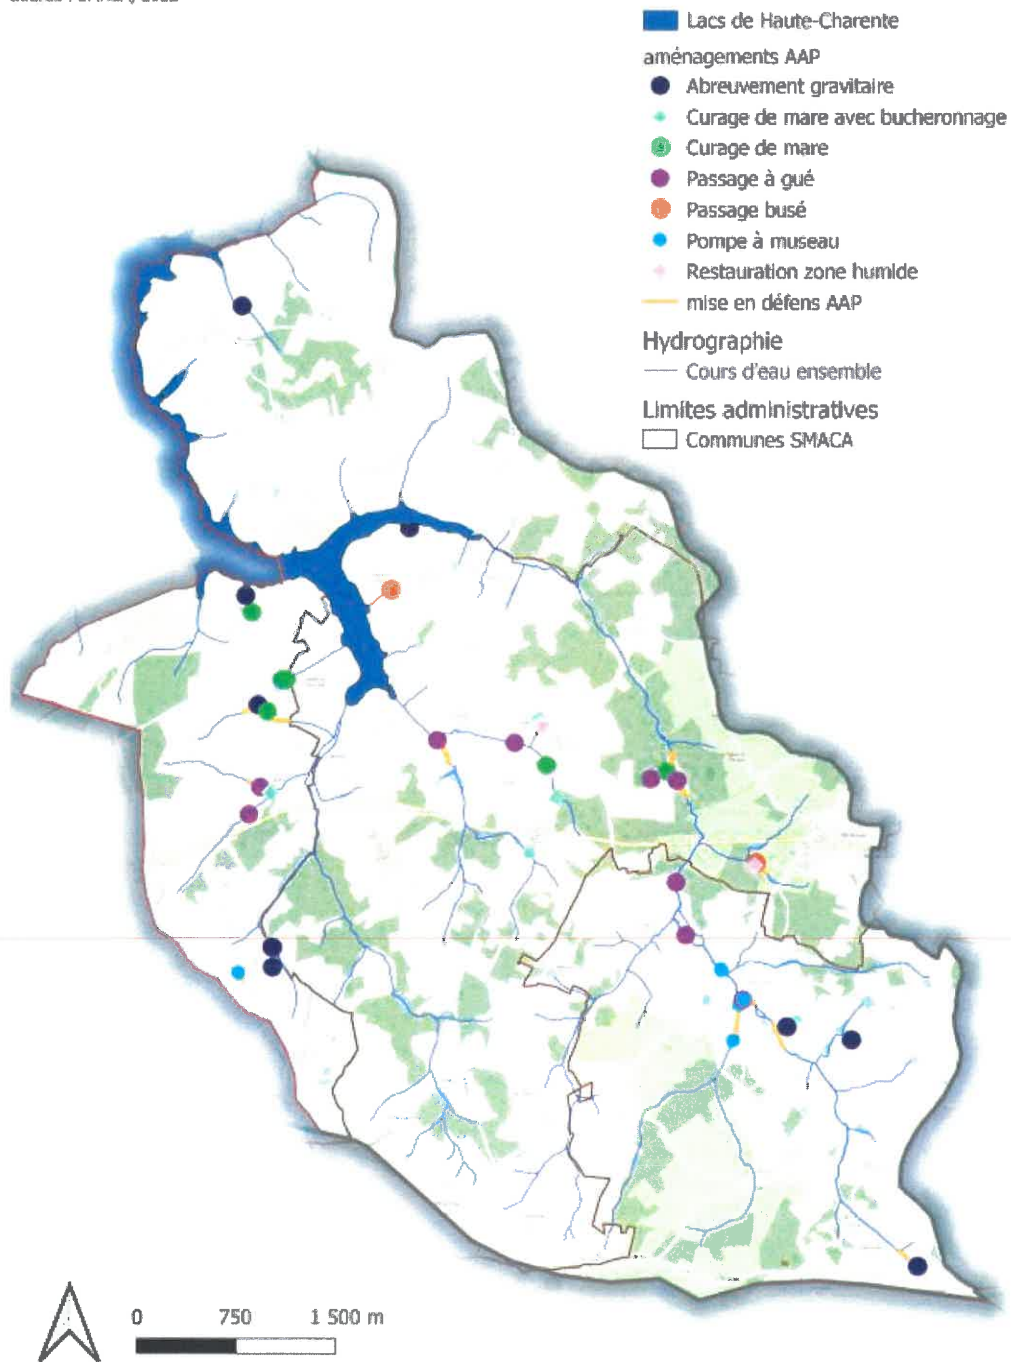 Lacs de Haute-Charente
aménagements AAP
Abreuvement gravitaire
Curage de mare avec bucheronnage
Curage de mare
Passage à gué
Passage busé
Pompe à museau
Restauration zone humide
mise en défens AAP
Hydrographie
Cours d'eau ensemble
Limites administratives
Communes SMACA
0 750 1 500 m